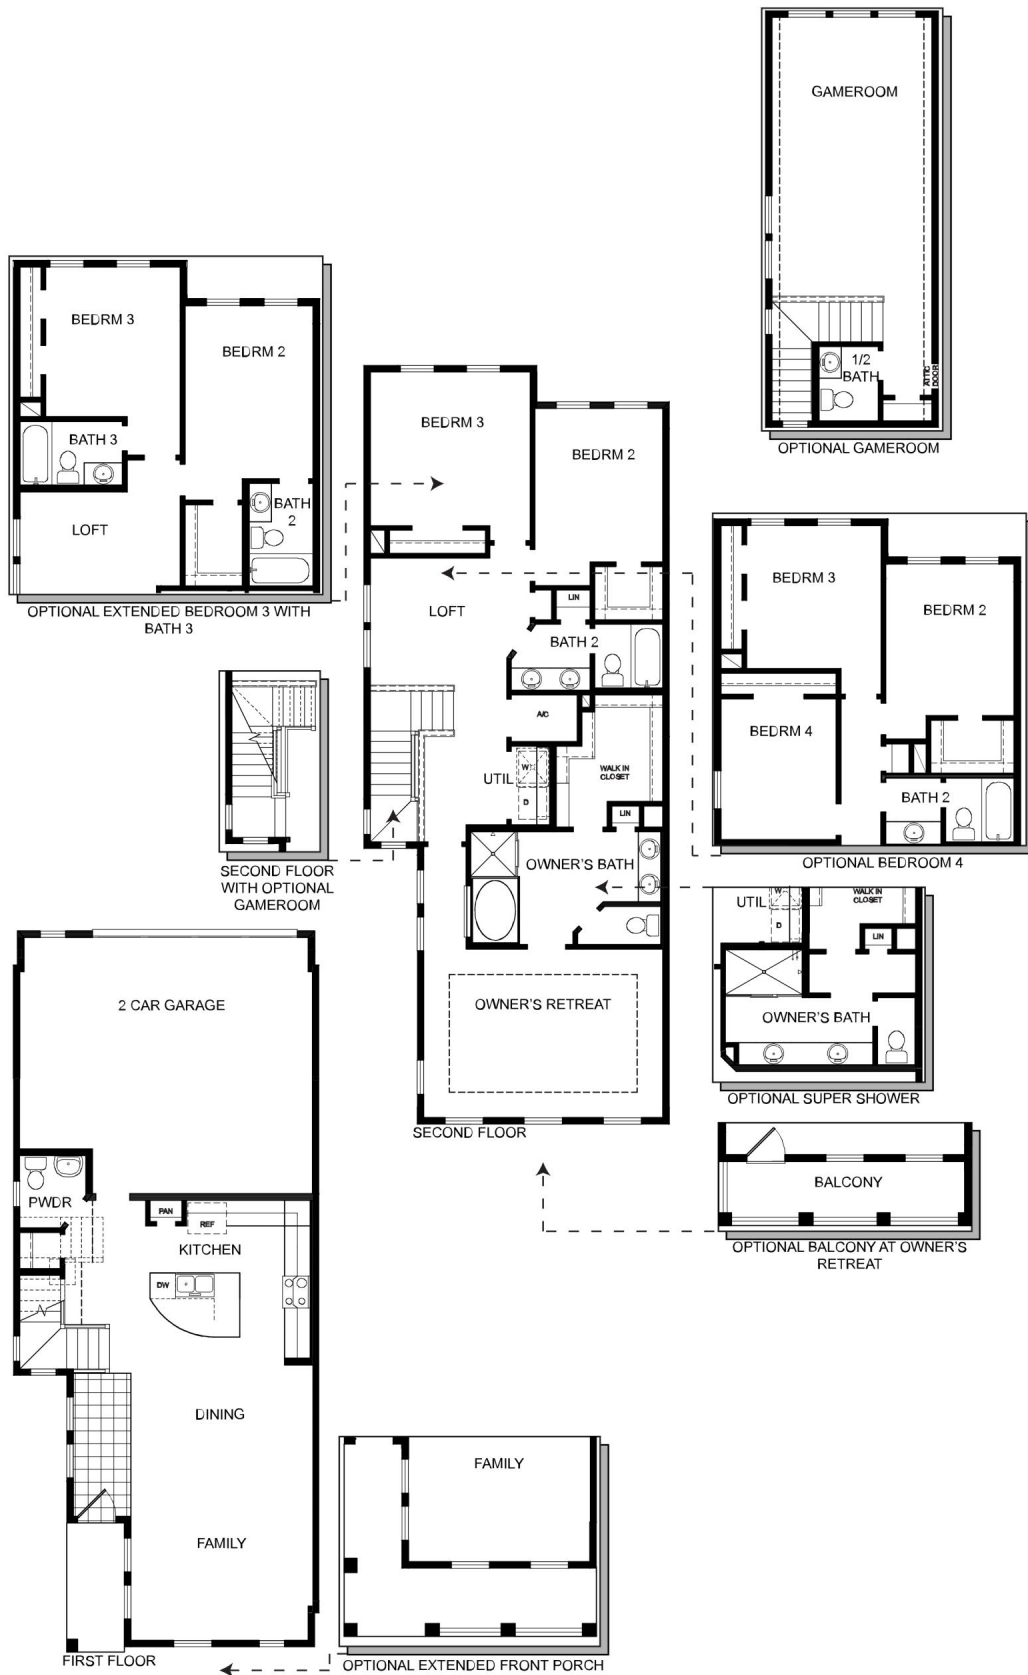 GAMEROOM
1/2
BATH
ATTIC
DOOR
OPTIONAL GAMEROOM
BEDRM 3
BEDRM 2
BATH 3
BATH
2
LOFT
OPTIONAL EXTENDED BEDROOM 3 WITH
BATH 3
BEDRM 3
BEDRM 2
LOFT
LIN
BATH 2
A/C
UTIL
W
D
WALK IN
CLOSET
LIN
OWNER'S BATH
OWNER'S RETREAT
SECOND FLOOR
BEDRM 3
BEDRM 2
BEDRM 4
BATH 2
OPTIONAL BEDROOM 4
SECOND FLOOR
WITH OPTIONAL
GAMEROOM
UTIL
W
D
WALK IN
CLOSET
LIN
OWNER'S BATH
OPTIONAL SUPER SHOWER
BALCONY
OPTIONAL BALCONY AT OWNER'S
RETREAT
2 CAR GARAGE
PWDR
PAN
REF
KITCHEN
DW
DINING
FAMILY
FIRST FLOOR
FAMILY
OPTIONAL EXTENDED FRONT PORCH